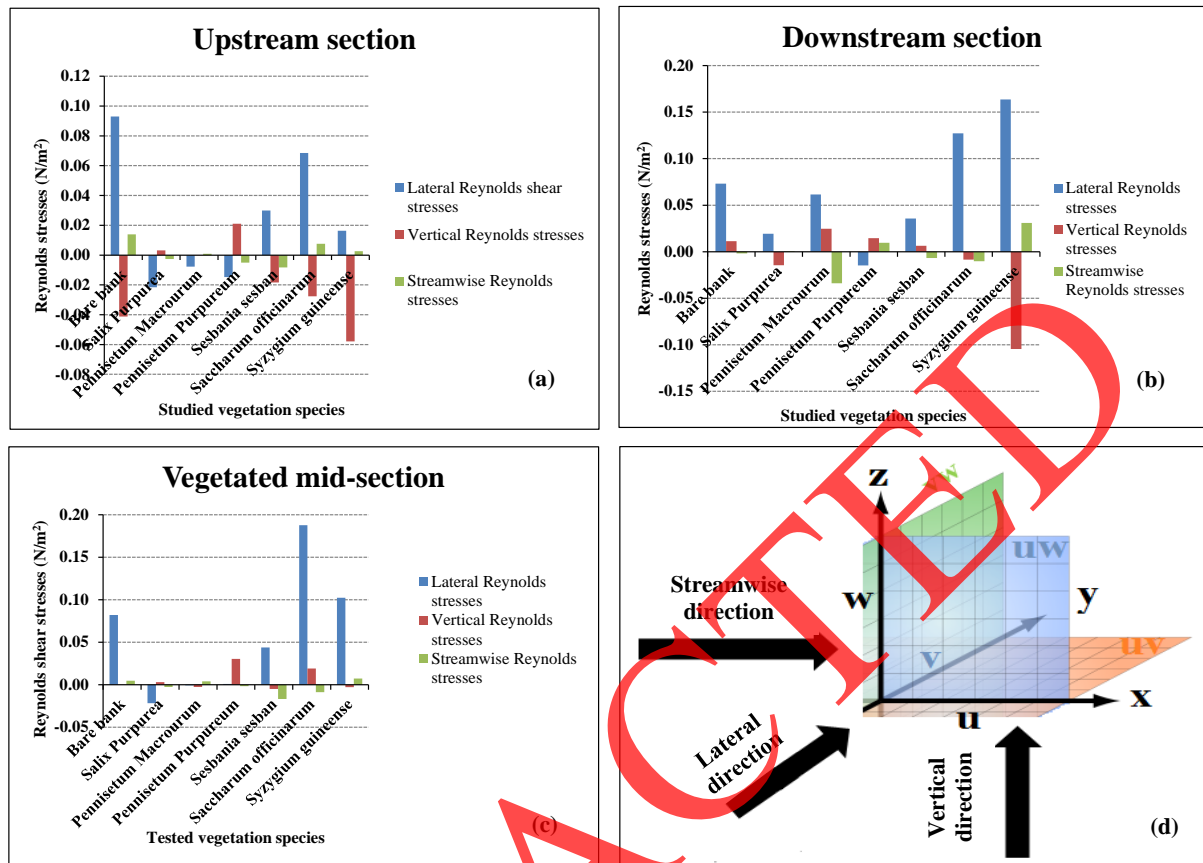 Upstream section
Reynolds stresses (N/m²)
0.12
0.10
0.08
0.06
0.04
0.02
0.00
-0.02
-0.04
-0.06
-0.08
Bare bank
Salix Purpurea
Pennisetum Macrourum
Pennisetum Purpureum
Sesbania sesban
Saccharum officinarum
Syzygium guineense
Studied vegetation species
Lateral Reynolds shear
stresses
Vertical Reynolds stresses
Streamwise Reynolds
stresses
(a)
Downstream section
Reynolds stresses (N/m²)
0.20
0.15
0.10
0.05
0.00
-0.05
-0.10
-0.15
Bare bank
Salix Purpurea
Pennisetum Macrourum
Pennisetum Purpureum
Sesbania sesban
Saccharum officinarum
Syzygium guineense
Studied vegetation species
Lateral Reynolds
stresses
Vertical Reynolds
stresses
Streamwise
Reynolds stresses
(b)
Vegetated mid-section
Reynolds shear stresses (N/m²)
0.20
0.15
0.10
0.05
0.00
-0.05
Bare bank
Salix Purpurea
Pennisetum Macrourum
Pennisetum Purpureum
Sesbania sesban
Saccharum officinarum
Syzygium guineense
Tested vegetation species
Lateral Reynolds
stresses
Vertical Reynolds
stresses
Streamwise Reynolds
stresses
(c)
z
vw
uw
w
y
v
uv
x
u
Streamwise
direction
Lateral
direction
Vertical
direction
(d)
ACTED